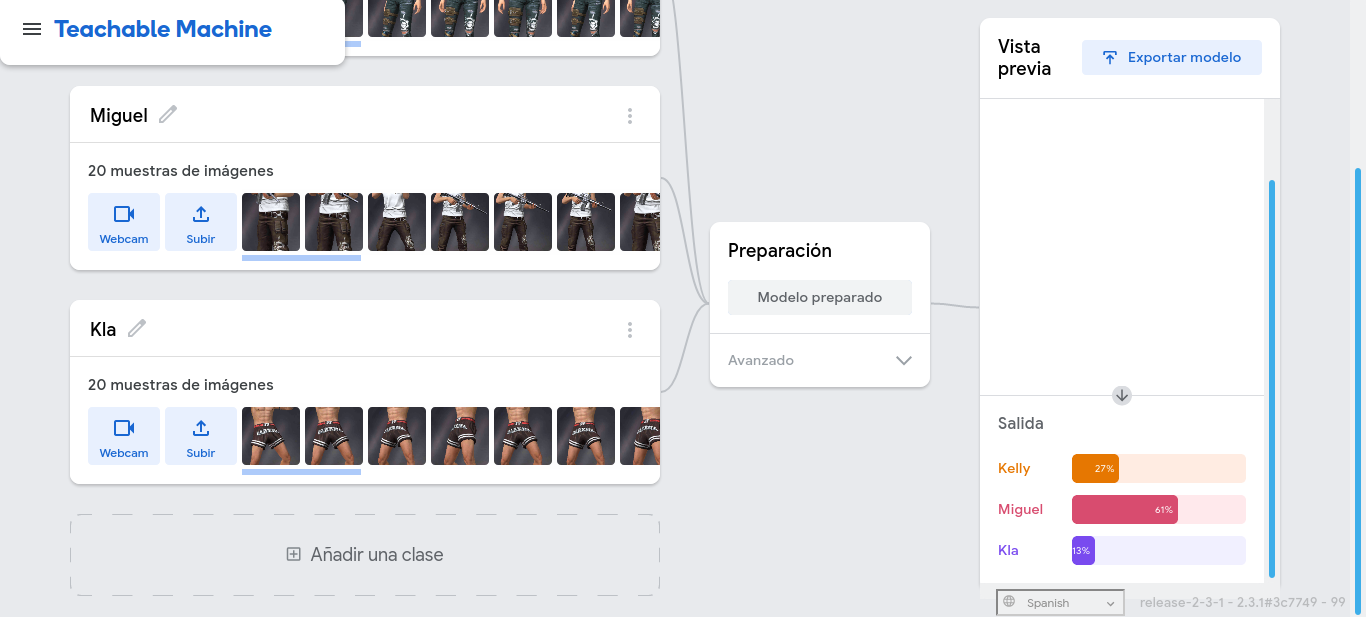 Teachable Machine
Miguel
20 muestras de imágenes
Webcam
Subir
Kla
20 muestras de imágenes
Webcam
Subir
Añadir una clase
Preparación
Modelo preparado
Avanzado
Vista
previa
Exportar modelo
Salida
Kelly
27%
Miguel
61%
Kla
13%
Spanish
release-2-3-1 - 2.3.1#3c7749 - 99